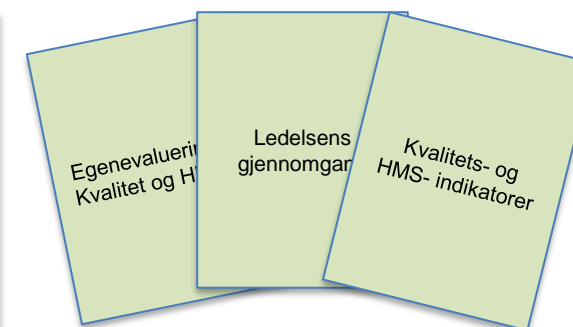 Egenevaluerin
Kvalitet og H
Ledelsens
gjennomgan
Kvalitets- og
HMS- indikatorer